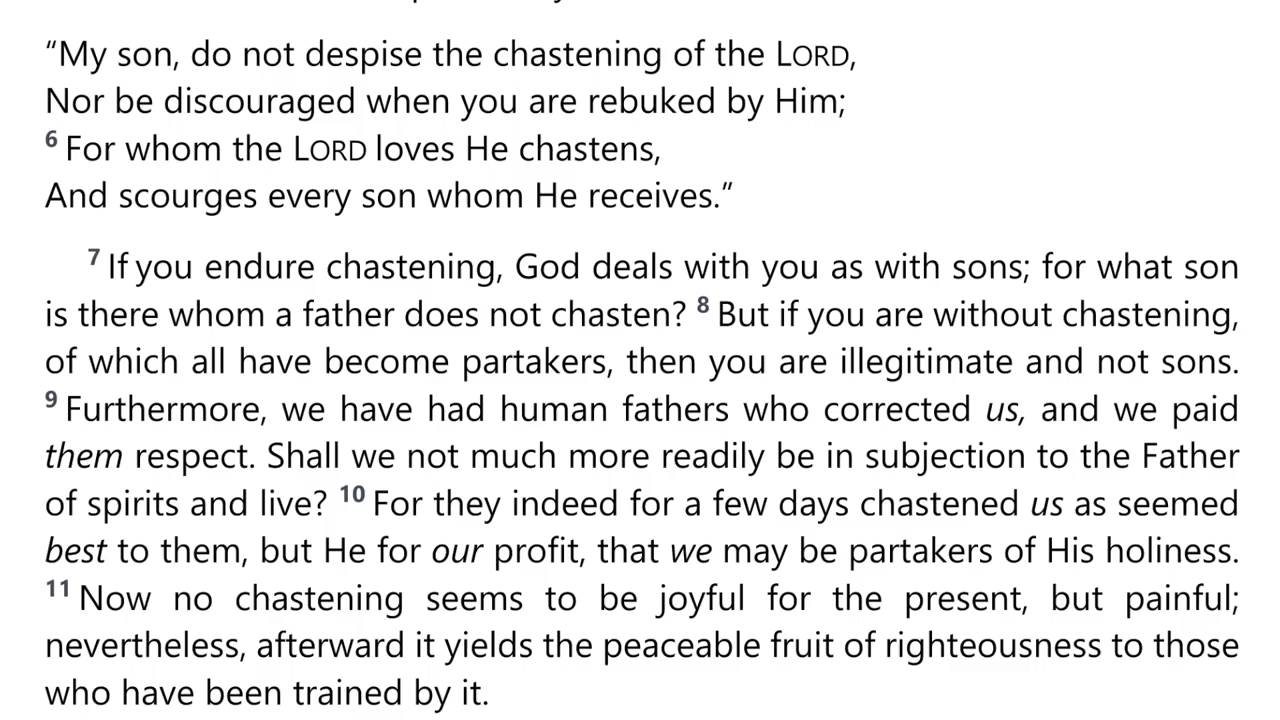 “My son, do not despise the chastening of the LORD,
Nor be discouraged when you are rebuked by Him;
6 For whom the LORD loves He chastens,
And scourges every son whom He receives.”
7 If you endure chastening, God deals with you as with sons; for what son
is there whom a father does not chasten? 8 But if you are without chastening,
of which all have become partakers, then you are illegitimate and not sons.
9 Furthermore, we have had human fathers who corrected us, and we paid
them respect. Shall we not much more readily be in subjection to the Father
of spirits and live? 10 For they indeed for a few days chastened us as seemed
best to them, but He for our profit, that we may be partakers of His holiness.
11 Now no chastening seems to be joyful for the present, but painful;
nevertheless, afterward it yields the peaceable fruit of righteousness to those
who have been trained by it.